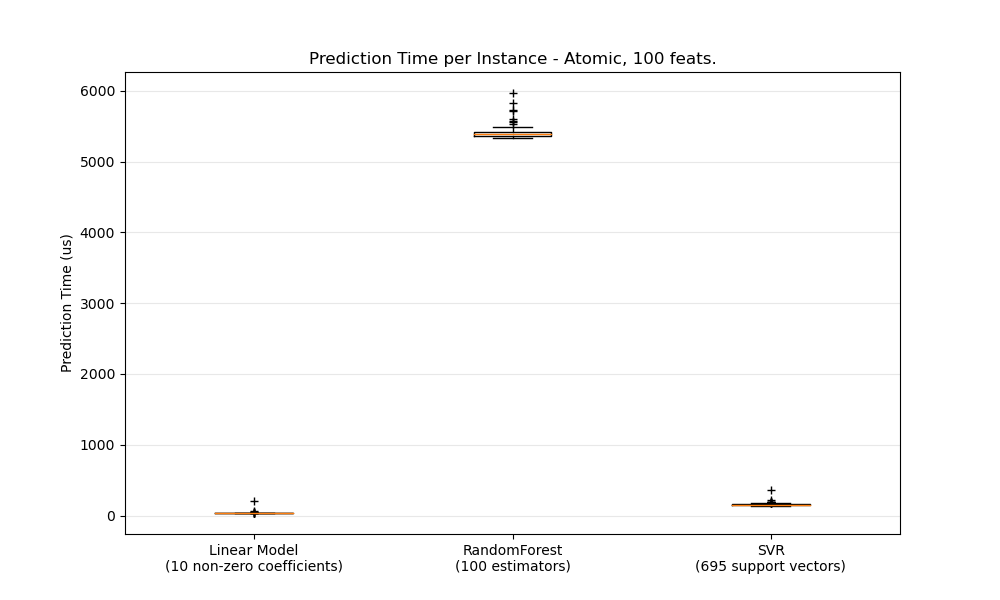 Prediction Time per Instance - Atomic, 100 feats.
Prediction Time (us)
6000
5000
4000
3000
2000
1000
0
Linear Model
(10 non-zero coefficients)
RandomForest
(100 estimators)
SVR
(695 support vectors)